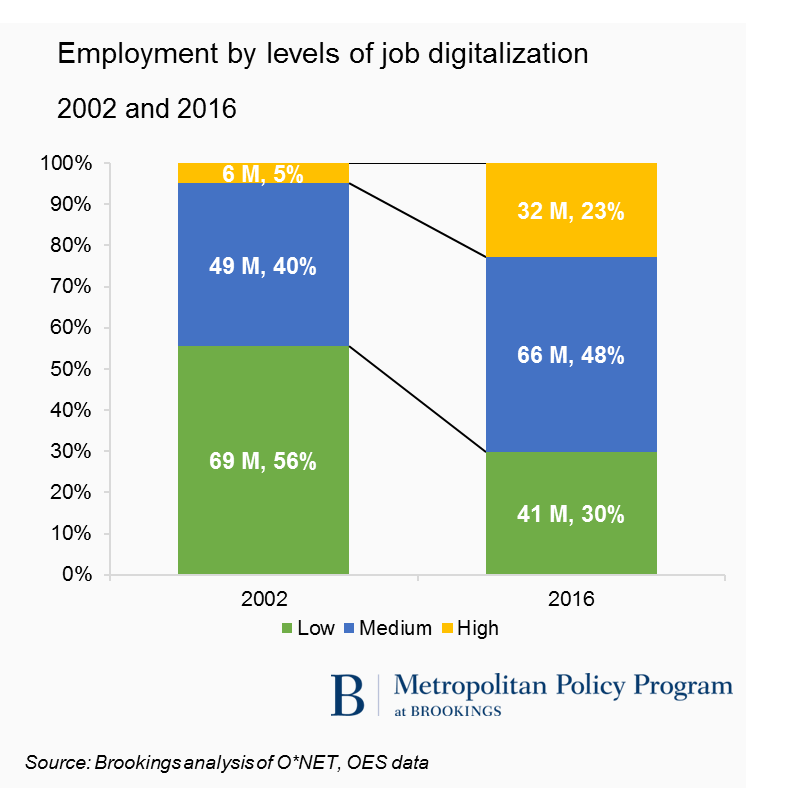 Employment by levels of job digitalization
2002 and 2016
100%
90%
80%
70%
60%
50%
40%
30%
20%
10%
0%
6 M, 5%
49 M, 40%
69 M, 56%
32 M, 23%
66 M, 48%
41 M, 30%
2002
2016
Low
Medium
High
B
Metropolitan Policy Program
at BROOKINGS
Source: Brookings analysis of O*NET, OES data